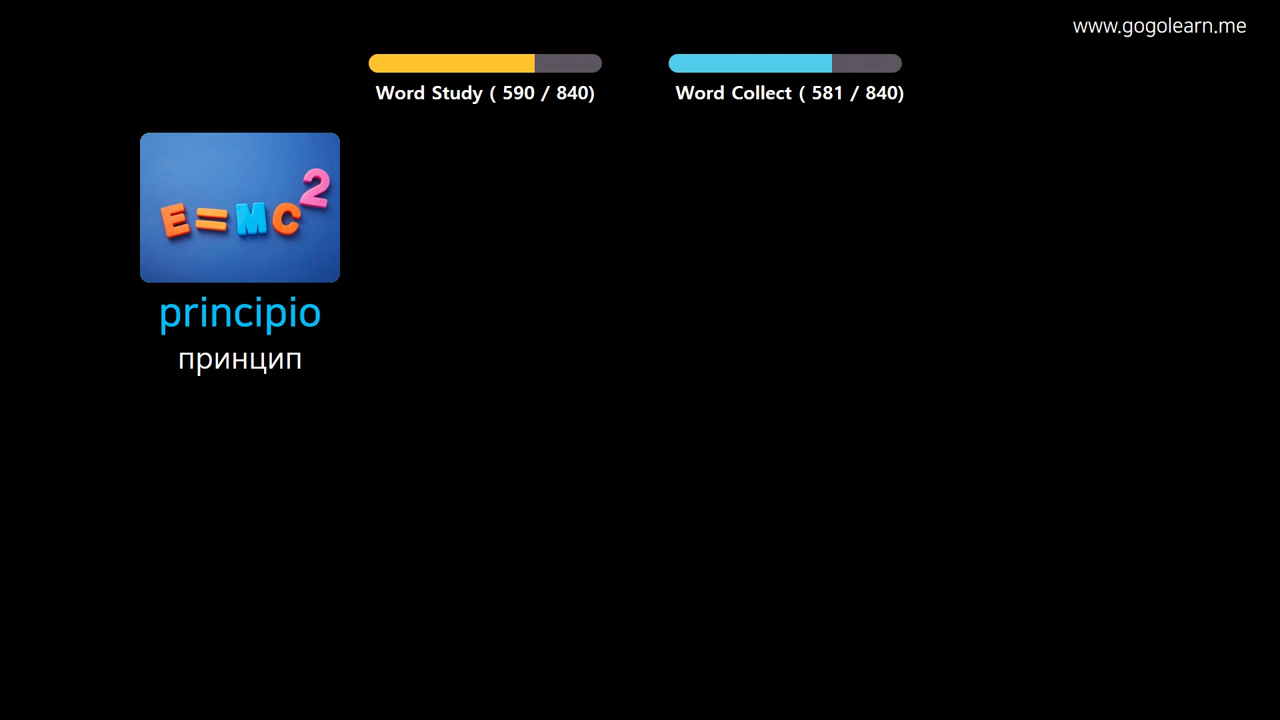 www.gogolearn.me
Word Study ( 590 / 840)
Word Collect ( 581 / 840)
E=MC²
principio
принцип